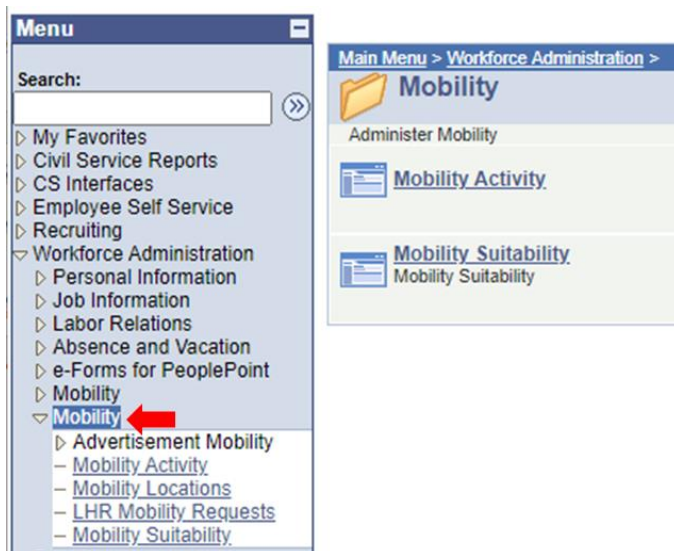 Menu
Search:
My Favorites
Civil Service Reports
CS Interfaces
Employee Self Service
Recruiting
Workforce Administration
Personal Information
Job Information
Labor Relations
Absence and Vacation
e-Forms for PeoplePoint
Mobility
Mobility
Advertisement Mobility
Mobility Activity
Mobility Locations
LHR Mobility Requests
Mobility Suitability
Main Menu > Workforce Administration >
Mobility
Administer Mobility
Mobility Activity
Mobility Suitability
Mobility Suitability